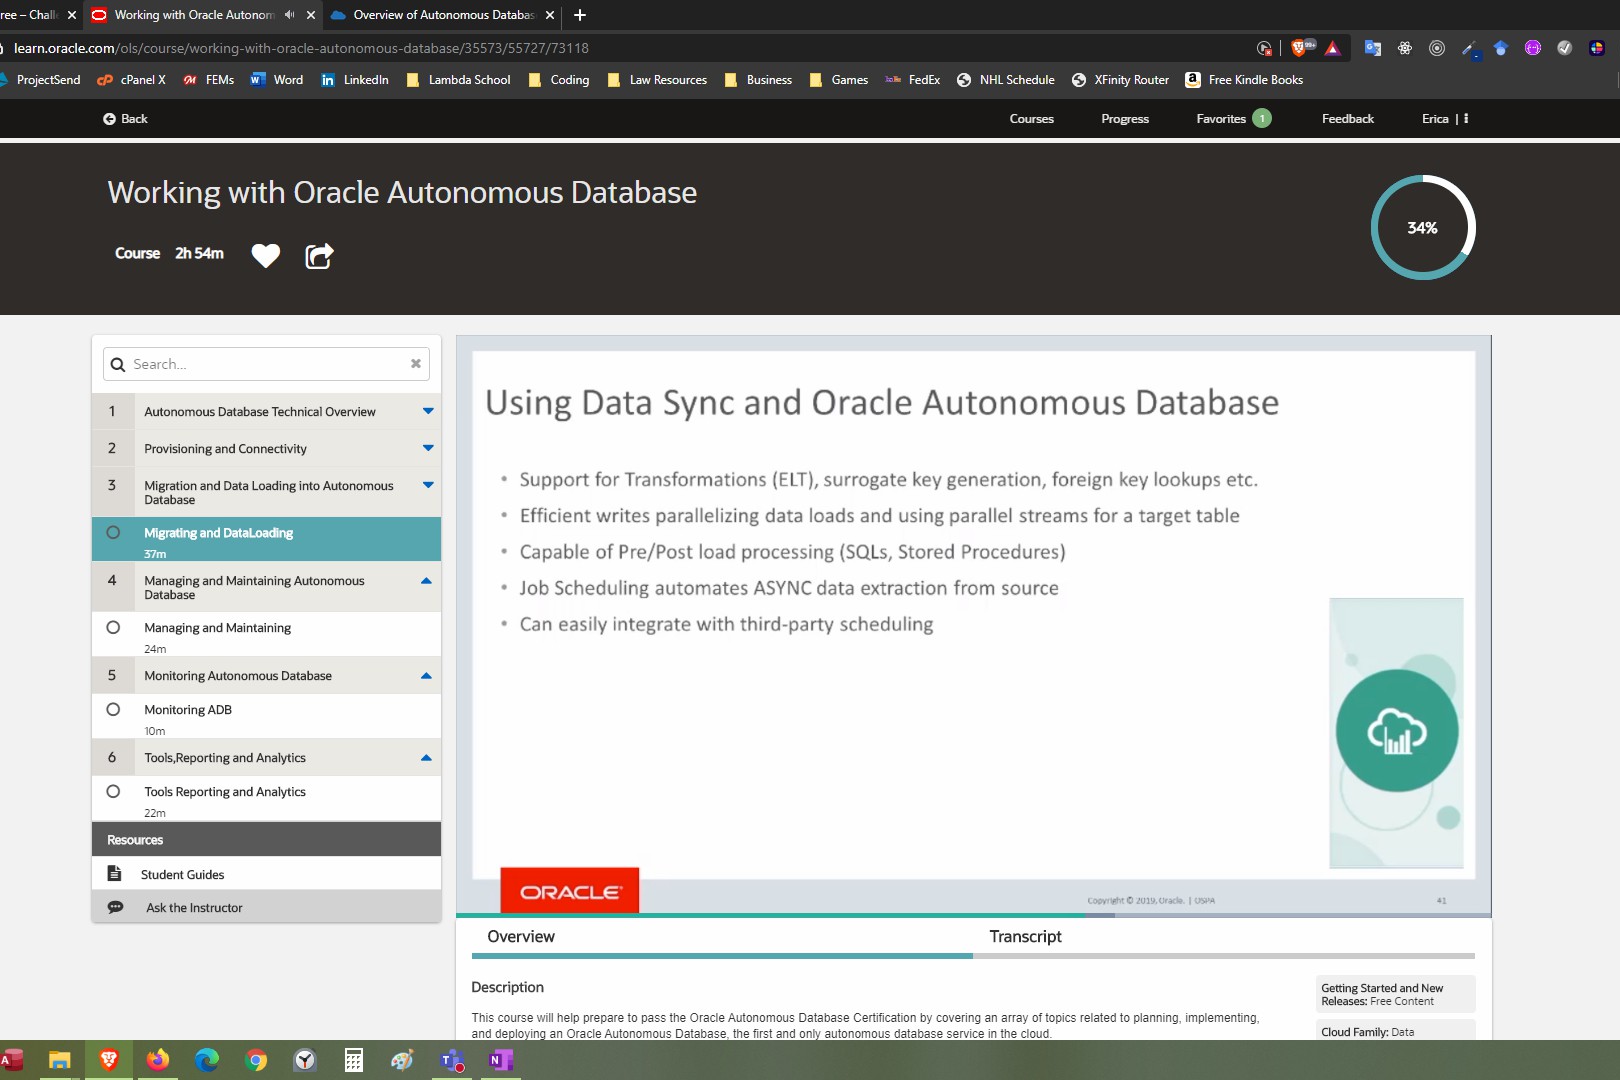 ree – Chall
Working with Oracle Autonom
Overview of Autonomous Databas
learn.oracle.com/ols/course/working-with-oracle-autonomous-database/35573/55727/73118
99+
ProjectSend
cPanel X
FEMs
Word
LinkedIn
Lambda School
Coding
Law Resources
Business
Games
FedEx
NHL Schedule
XFinity Router
Free Kindle Books
Back
Courses
Progress
Favorites 1
Feedback
Erica |
Working with Oracle Autonomous Database
Course 2h 54m
34%
Search...
1 Autonomous Database Technical Overview
2 Provisioning and Connectivity
3 Migration and Data Loading into Autonomous
Database
Migrating and DataLoading
37m
4 Managing and Maintaining Autonomous
Database
Managing and Maintaining
24m
5 Monitoring Autonomous Database
Monitoring ADB
10m
6 Tools,Reporting and Analytics
Tools Reporting and Analytics
22m
Resources
Student Guides
Ask the Instructor
Using Data Sync and Oracle Autonomous Database
• Support for Transformations (ELT), surrogate key generation, foreign key lookups etc.
• Efficient writes parallelizing data loads and using parallel streams for a target table
• Capable of Pre/Post load processing (SQLs, Stored Procedures)
• Job Scheduling automates ASYNC data extraction from source
• Can easily integrate with third-party scheduling
ORACLE
Copyright © 2019, Oracle. | OSPA
41
Overview
Transcript
Description
This course will help prepare to pass the Oracle Autonomous Database Certification by covering an array of topics related to planning, implementing,
and deploying an Oracle Autonomous Database, the first and only autonomous database service in the cloud.
Getting Started and New
Releases: Free Content
Cloud Family: Data